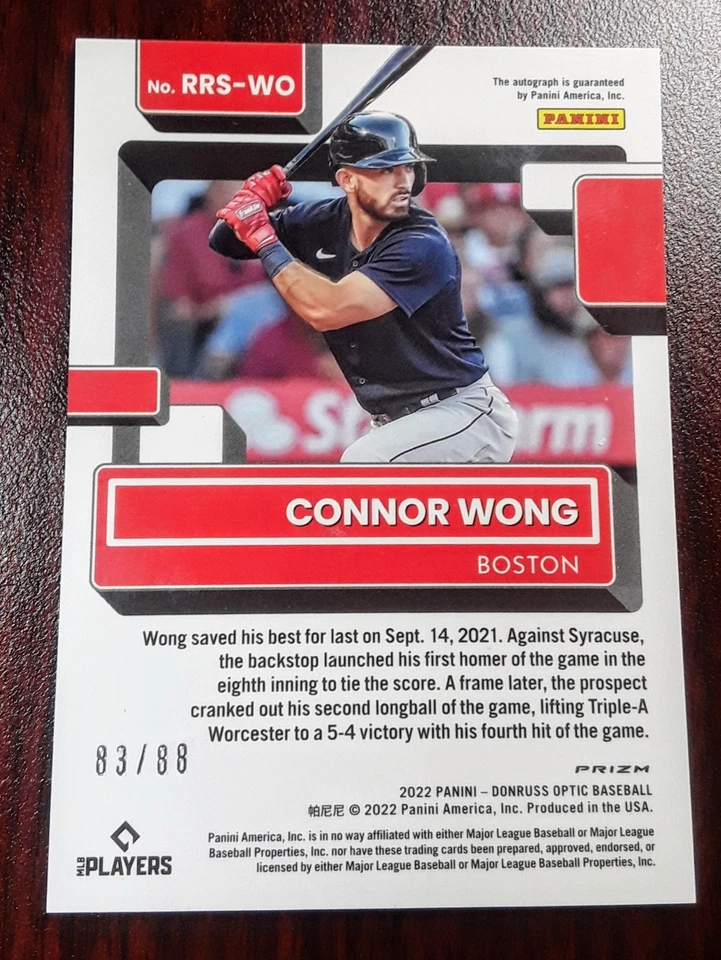 No. RRS-WO
The autograph is guaranteed
by Panini America, Inc.
PANINI
Franklin
CONNOR WONG
BOSTON
Wong saved his best for last on Sept. 14, 2021. Against Syracuse,
the backstop launched his first homer of the game in the
eighth inning to tie the score. A frame later, the prospect
cranked out his second longball of the game, lifting Triple-A
Worcester to a 5-4 victory with his fourth hit of the game.
83/88
PRIZM
2022 PANINI – DONRUSS OPTIC BASEBALL
帕尼尼 © 2022 Panini America, Inc. Produced in the USA.
MLB PLAYERS
Panini America, Inc. is in no way affiliated with either Major League Baseball or Major League
Baseball Properties, Inc. nor have these trading cards been prepared, approved, endorsed, or
licensed by either Major League Baseball or Major League Baseball Properties, Inc.